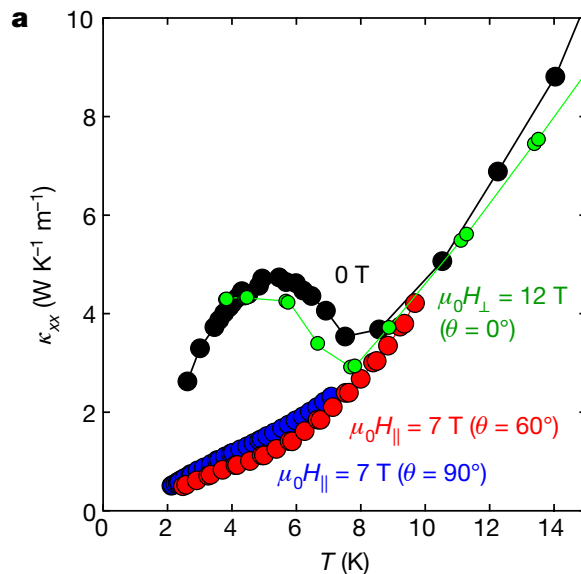 a
10
8
6
4
2
0
κxx (W K⁻¹ m⁻¹)
0 T
μ0H⊥ = 12 T
(θ = 0°)
μ0H∥ = 7 T (θ = 60°)
μ0H∥ = 7 T (θ = 90°)
0 2 4 6 8 10 12 14
T (K)